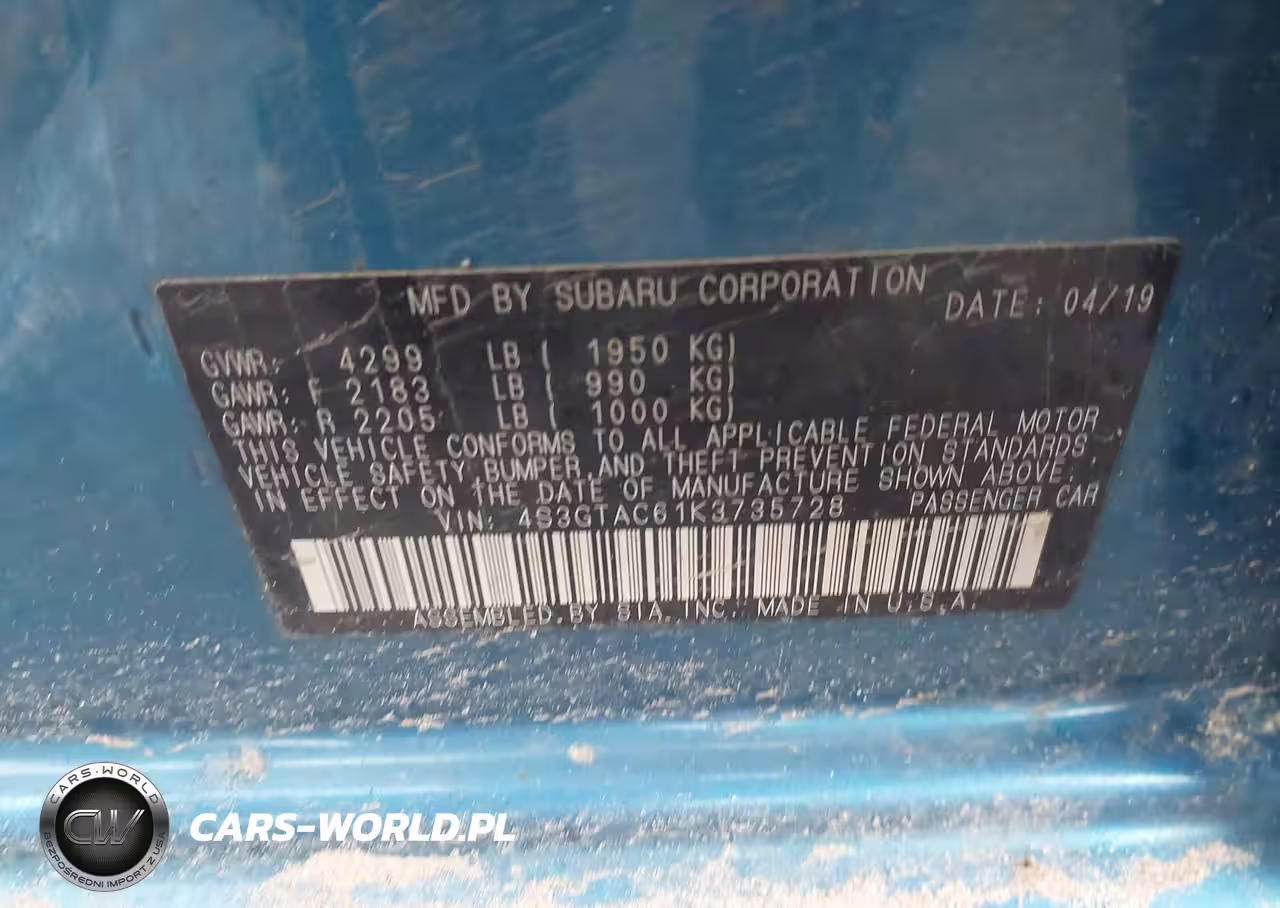 MFD BY SUBARU CORPORATION
DATE: 04/19
GVWR: 4299 LB ( 1950 KG)
GAWR: F 2183 LB ( 990 KG)
GAWR: R 2205 LB ( 1000 KG)
THIS VEHICLE CONFORMS TO ALL APPLICABLE FEDERAL MOTOR
VEHICLE SAFETY, BUMPER, AND THEFT PREVENTION STANDARDS
IN EFFECT ON THE DATE OF MANUFACTURE SHOWN ABOVE.
VIN: 4S3GTAC61K3735728 PASSENGER CAR
ASSEMBLED BY SIA, INC. MADE IN U.S.A.
CARS-WORLD
CW
BEZPOŚREDNI IMPORT Z USA
CARS-WORLD.PL